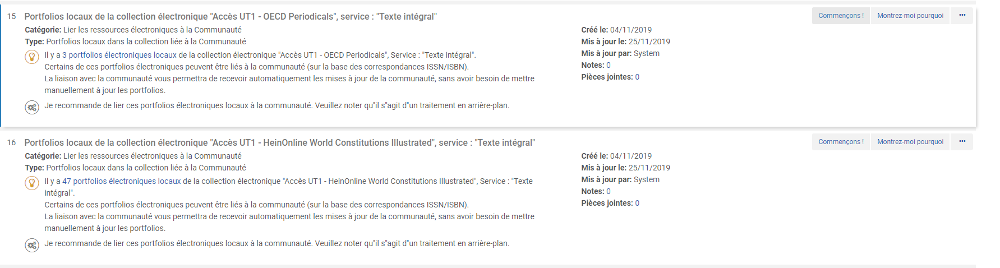 15 Portfolios locaux de la collection électronique "Accès UT1 - OECD Periodicals", service : "Texte intégral"
Commençons ! Montrez-moi pourquoi ...
Catégorie: Lier les ressources électroniques à la Communauté
Type: Portfolios locaux dans la collection liée à la Communauté
Il y a 3 portfolios électroniques locaux de la collection électronique "Accès UT1 - OECD Periodicals", Service : "Texte intégral".
Certains de ces portfolios électroniques peuvent être liés à la communauté (sur la base des correspondances ISSN/ISBN).
La liaison avec la communauté vous permettra de recevoir automatiquement les mises à jour de la communauté, sans avoir besoin de mettre
manuellement à jour les portfolios.
Je recommande de lier ces portfolios électroniques locaux à la communauté. Veuillez noter qu''il s''agit d''un traitement en arrière-plan.
Créé le: 04/11/2019
Mis à jour le: 25/11/2019
Mis à jour par: System
Notes: 0
Pièces jointes: 0
16 Portfolios locaux de la collection électronique "Accès UT1 - HeinOnline World Constitutions Illustrated", service : "Texte intégral"
Commençons ! Montrez-moi pourquoi ...
Catégorie: Lier les ressources électroniques à la Communauté
Type: Portfolios locaux dans la collection liée à la Communauté
Il y a 47 portfolios électroniques locaux de la collection électronique "Accès UT1 - HeinOnline World Constitutions Illustrated", Service : "Texte
intégral".
Certains de ces portfolios électroniques peuvent être liés à la communauté (sur la base des correspondances ISSN/ISBN).
La liaison avec la communauté vous permettra de recevoir automatiquement les mises à jour de la communauté, sans avoir besoin de mettre
manuellement à jour les portfolios.
Je recommande de lier ces portfolios électroniques locaux à la communauté. Veuillez noter qu''il s''agit d''un traitement en arrière-plan.
Créé le: 04/11/2019
Mis à jour le: 25/11/2019
Mis à jour par: System
Notes: 0
Pièces jointes: 0